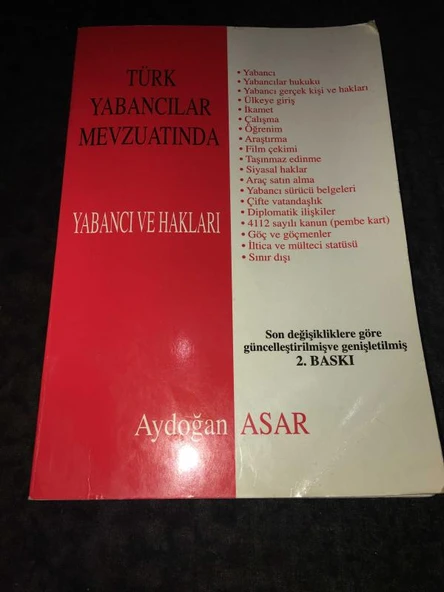 TÜRK
YABANCILAR
MEVZUATINDA
YABANCI VE HAKLARI
• Yabancı
• Yabancılar hukuku
• Yabancı gerçek kişi ve hakları
• Ülkeye giriş
• İkamet
• Çalışma
• Öğrenim
• Araştırma
• Film çekimi
• Taşınmaz edinme
• Siyasal haklar
• Araç satın alma
• Yabancı sürücü belgeleri
• Çifte vatandaşlık
• Diplomatik ilişkiler
• 4112 sayılı kanun (pembe kart)
• Göç ve göçmenler
• İltica ve mülteci statüsü
• Sınır dışı
Son değişikliklere göre
güncelleştirilmişve genişletilmiş
2. BASKI
Aydoğan ASAR